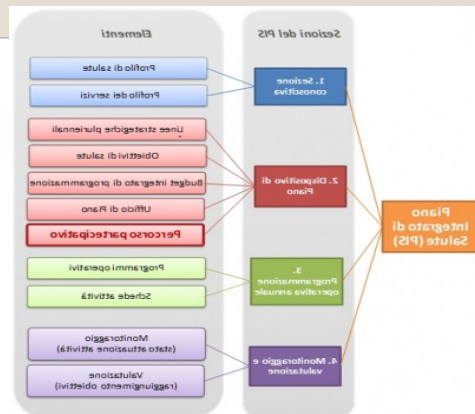 Elementi
Sezioni del PIS
Profilo di salute
Profilo dei servizi
1. Sezione
conoscitiva
Linee strategiche pluriennali
Obiettivi di salute
Budget integrato di programmazione
Ufficio di Piano
Percorso partecipativo
2. Dispositivo di
Piano
Piano
Integrato di
Salute (PIS)
Programmi operativi
Schede attività
3.
Programmazione
operativa annuale
Monitoraggio
(stato attuazione attività)
Valutazione
(raggiungimento obiettivi)
4. Monitoraggio e
valutazione